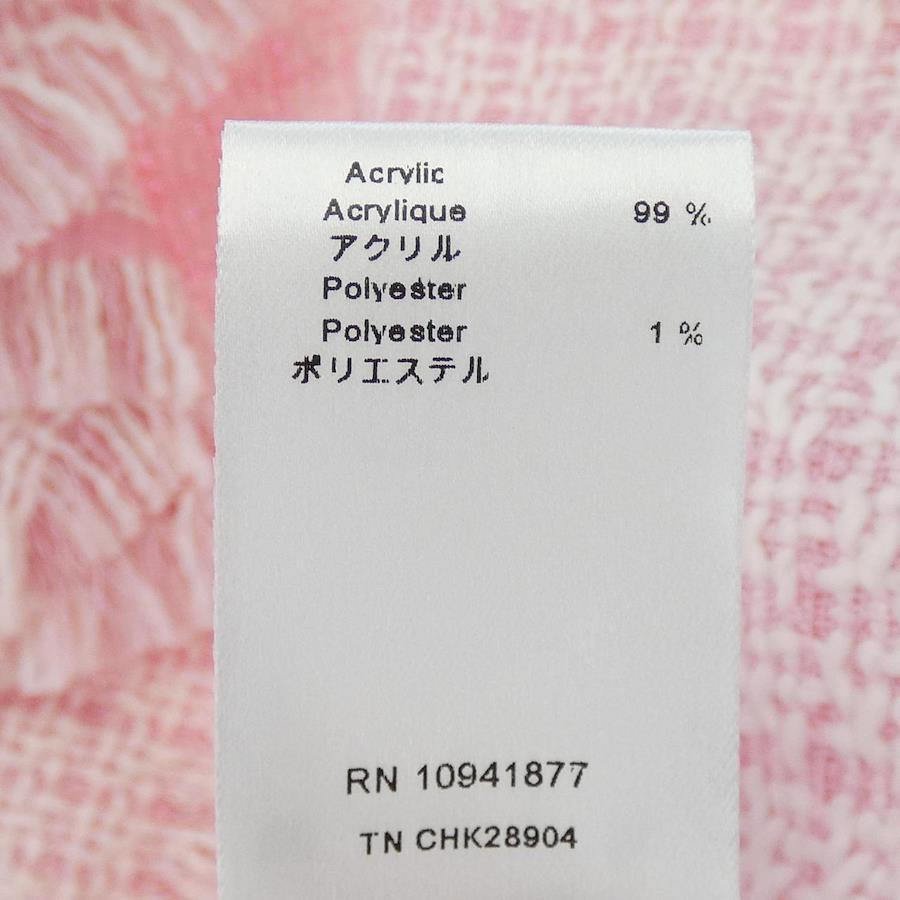 Acrylic
Acrylique 99 %
アクリル
Polyester
Polyester 1 %
ポリエステル
RN 10941877
TN CHK28904